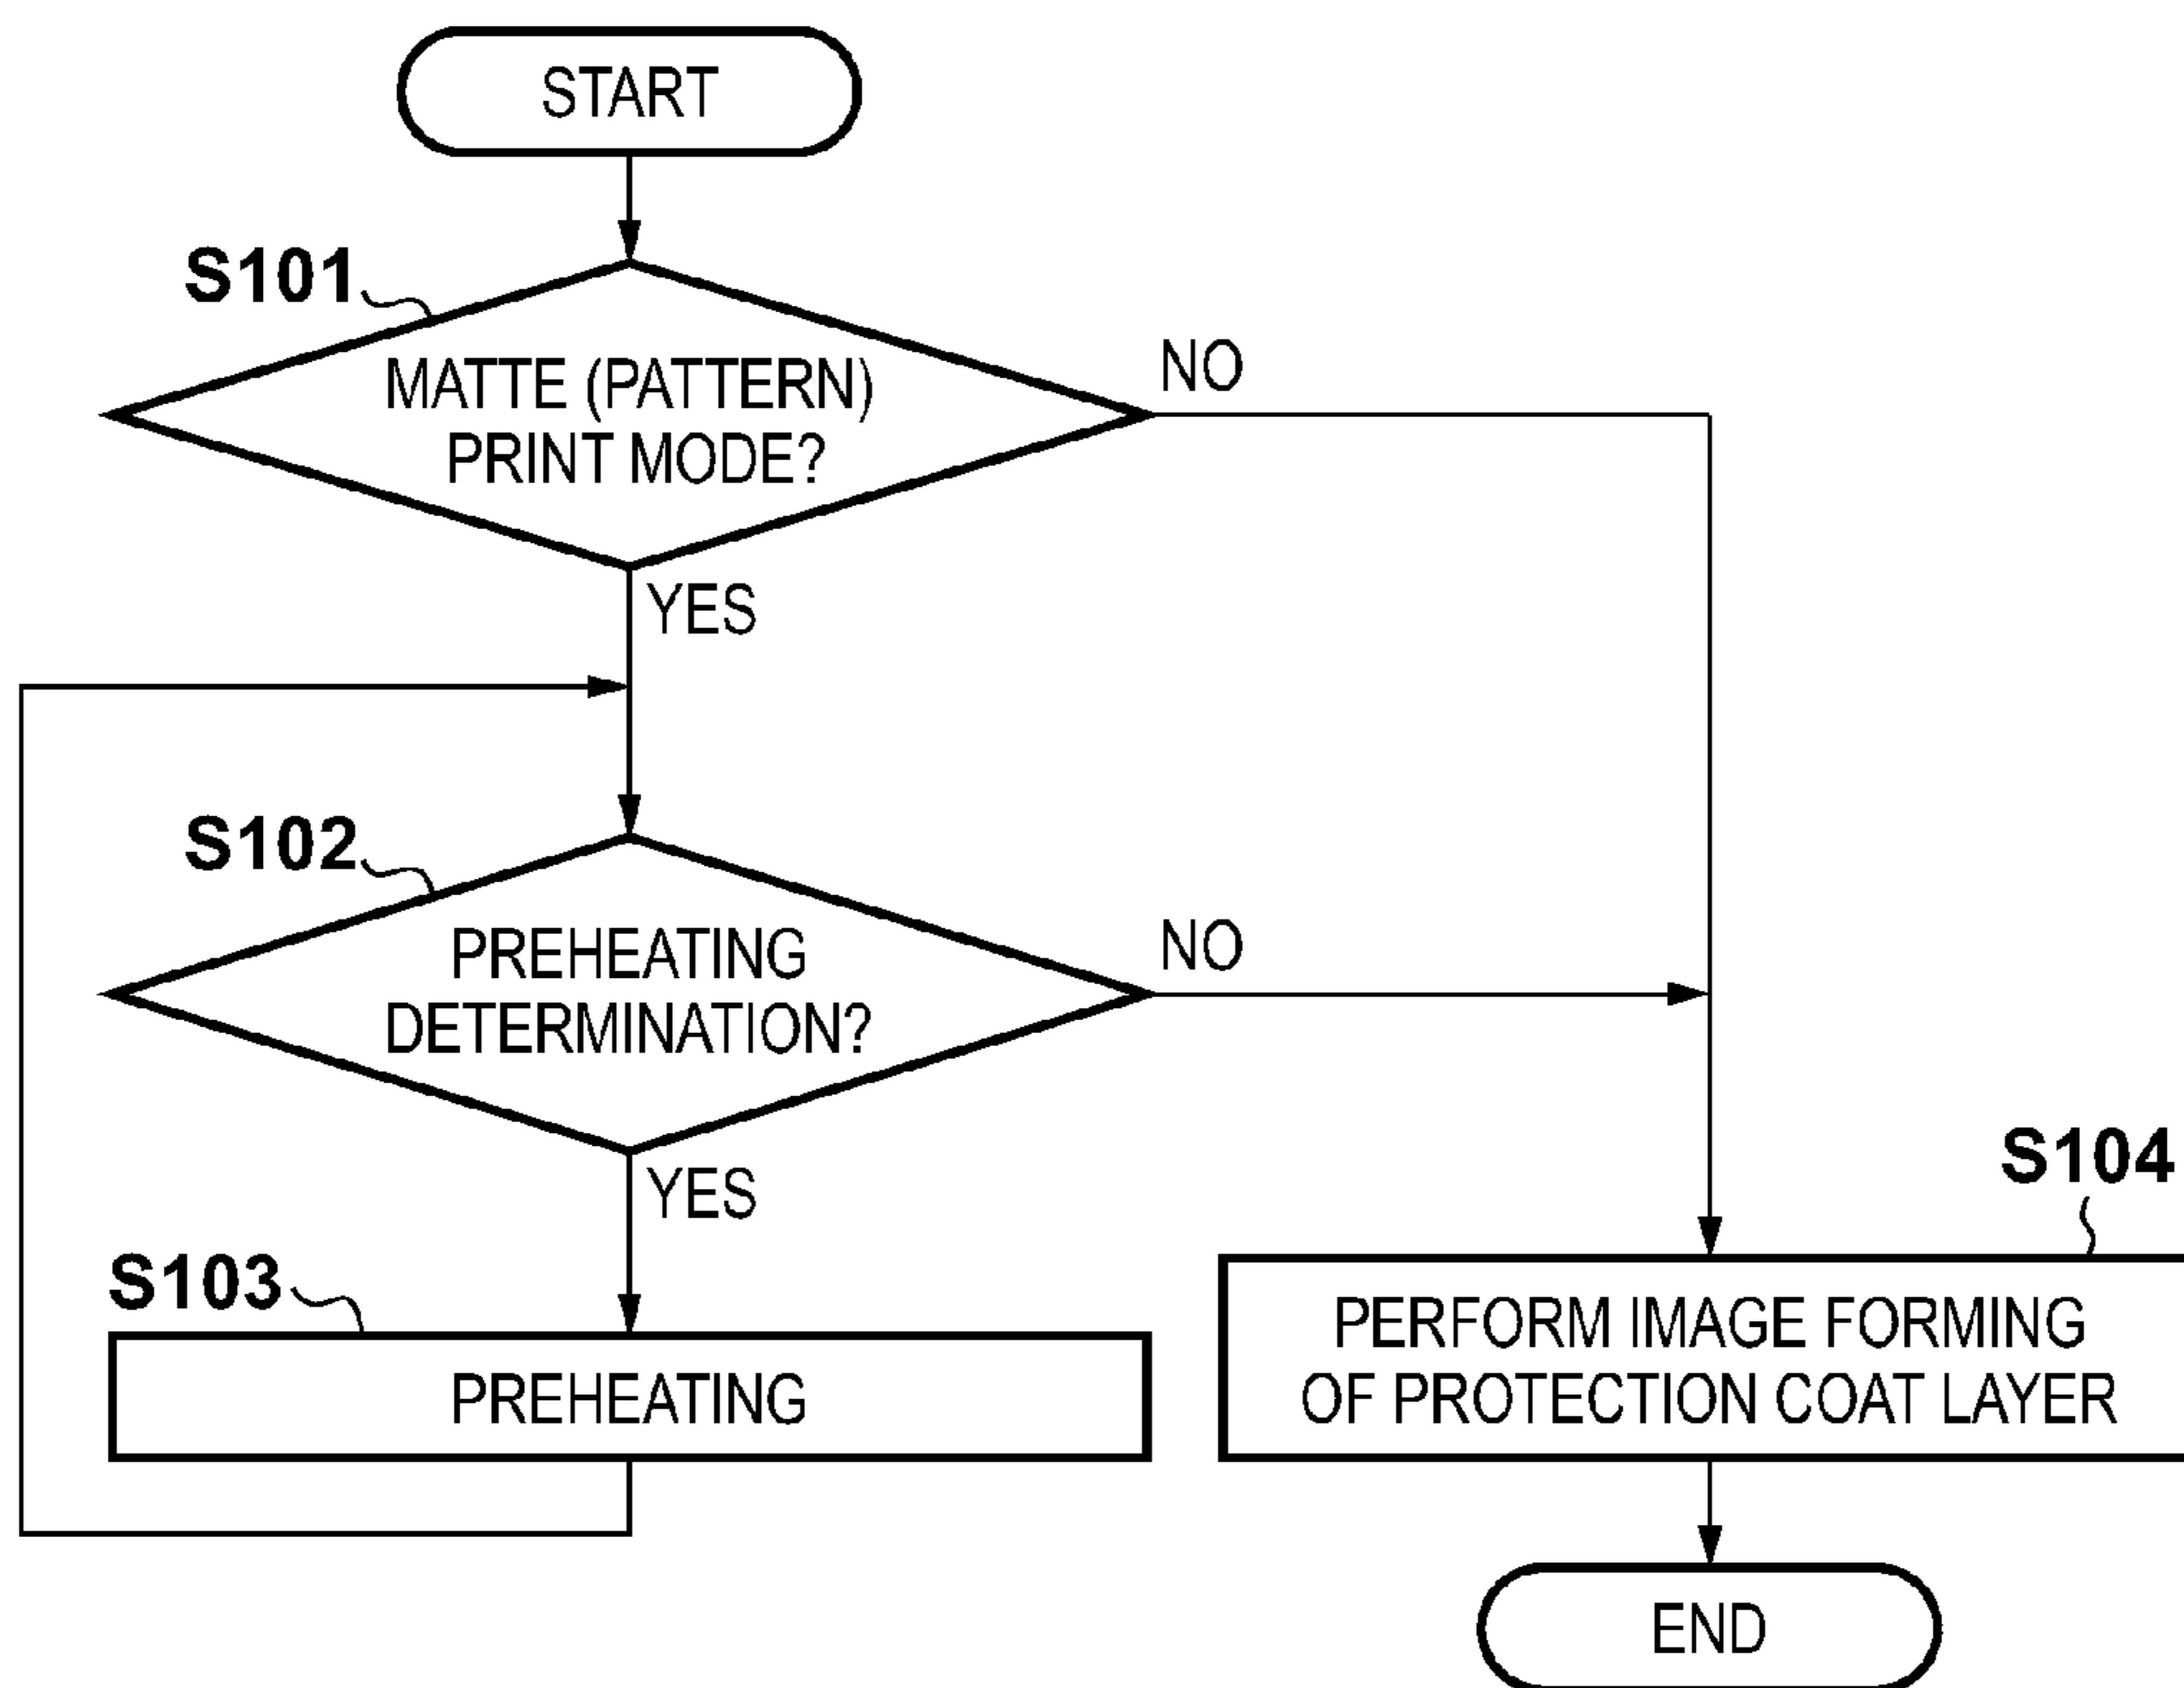 START
S101
MATTE (PATTERN)
PRINT MODE?
NO
YES
S102
PREHEATING
DETERMINATION?
NO
YES
S103
PREHEATING
S104
PERFORM IMAGE FORMING
OF PROTECTION COAT LAYER
END